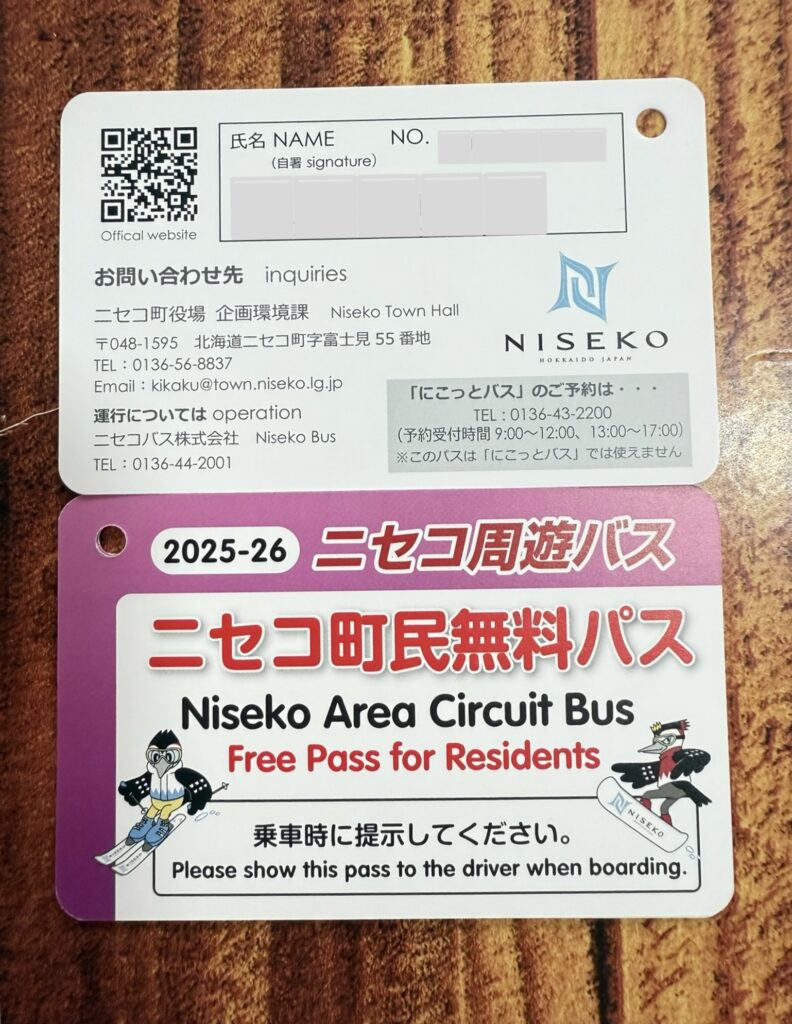 Offical website
氏名 NAME NO.
(自署 signature)
お問い合わせ先 inquiries
ニセコ町役場 企画環境課 Niseko Town Hall
〒048-1595 北海道ニセコ町字富士見 55 番地
TEL：0136-56-8837
Email：kikaku@town.niseko.lg.jp
運行については operation
ニセコバス株式会社 Niseko Bus
TEL：0136-44-2001
NISEKO
HOKKAIDO JAPAN
「にこっとバス」のご予約は・・・
TEL：0136-43-2200
（予約受付時間 9:00～12:00、13:00～17:00）
※このバスは「にこっとバス」では使えません
2025-26 ニセコ周遊バス
ニセコ町民無料パス
Niseko Area Circuit Bus
Free Pass for Residents
NISEKO
乗車時に提示してください。
Please show this pass to the driver when boarding.